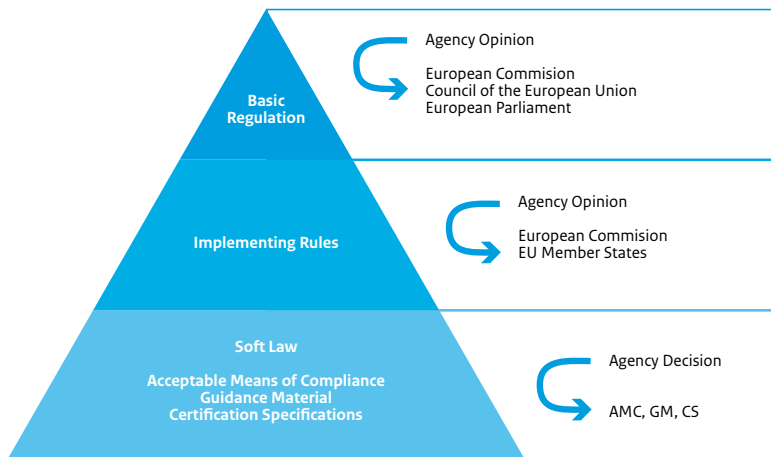 Basic
Regulation
Agency Opinion
European Commision
Council of the European Union
European Parliament
Implementing Rules
Agency Opinion
European Commision
EU Member States
Soft Law
Acceptable Means of Compliance
Guidance Material
Certification Specifications
Agency Decision
AMC, GM, CS